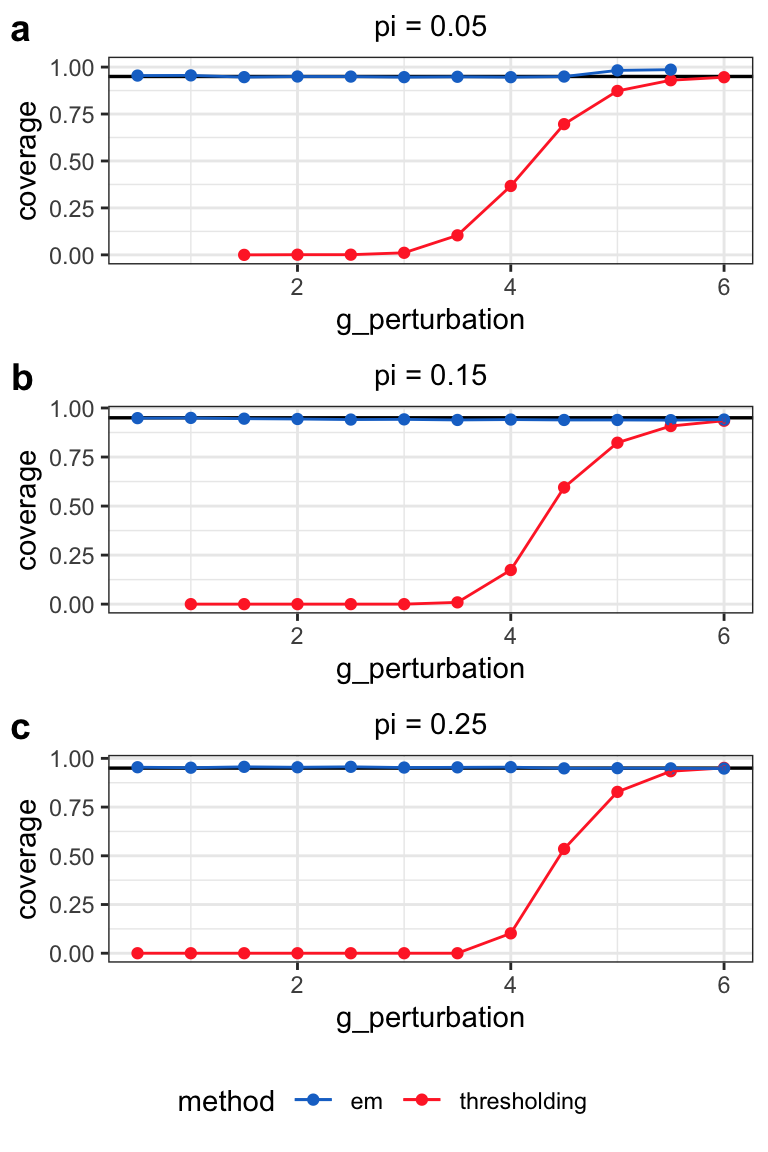 a
pi = 0.05
coverage
1.00
0.75
0.50
0.25
0.00
2 4 6
g_perturbation
b
pi = 0.15
coverage
1.00
0.75
0.50
0.25
0.00
2 4 6
g_perturbation
c
pi = 0.25
coverage
1.00
0.75
0.50
0.25
0.00
2 4 6
g_perturbation
method em thresholding